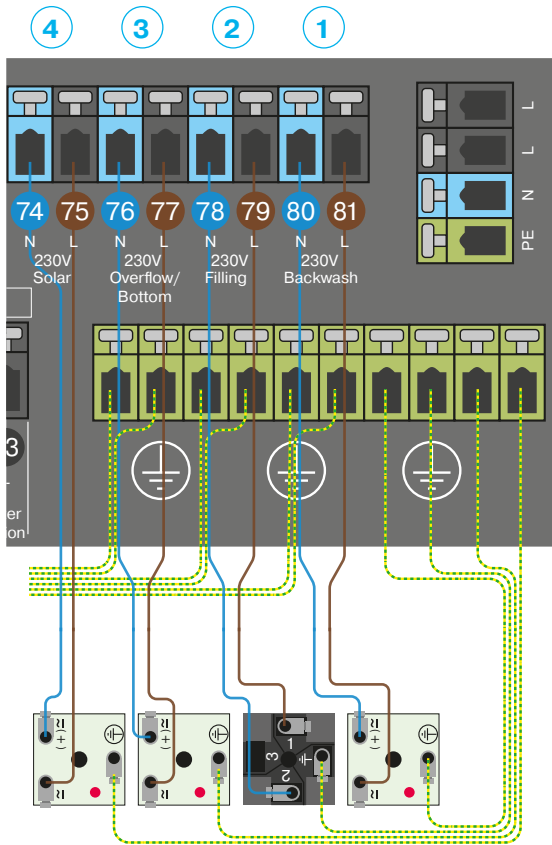 4 3 2 1
L
L
N
PE
74 75 76 77 78 79 80 81
N L N L N L N L
230V 230V 230V 230V
Solar Overflow/ Filling Backwash
Bottom
3
er
on
≂ (+) ≂ (+) 1 ≂ (+)
3
2
≂ ≂ ≂